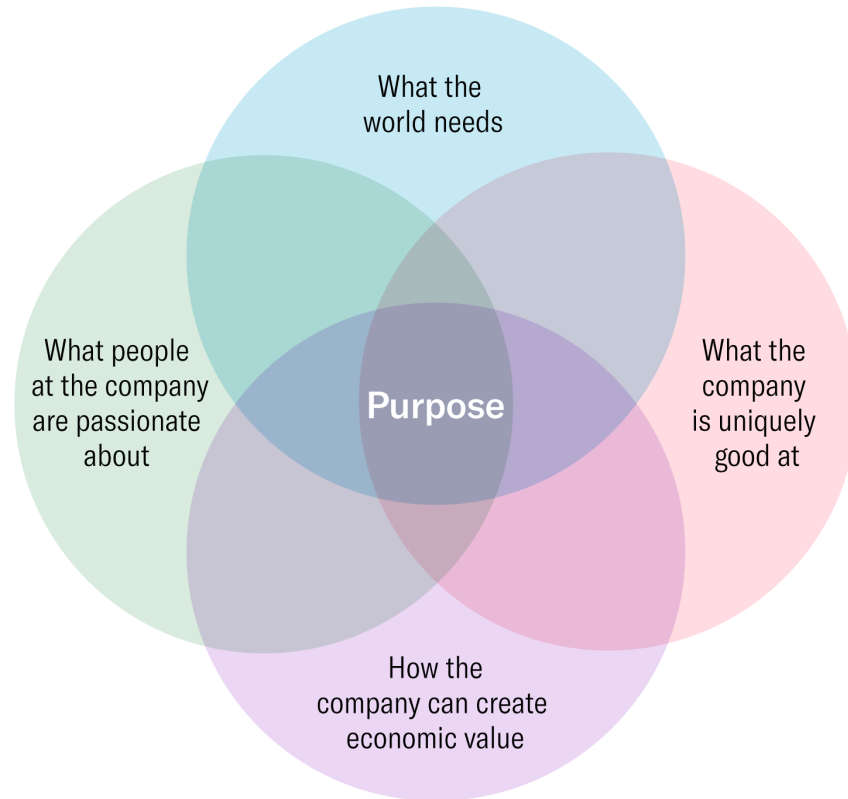 What the
world needs
What people
at the company
are passionate
about
Purpose
What the
company
is uniquely
good at
How the
company can create
economic value